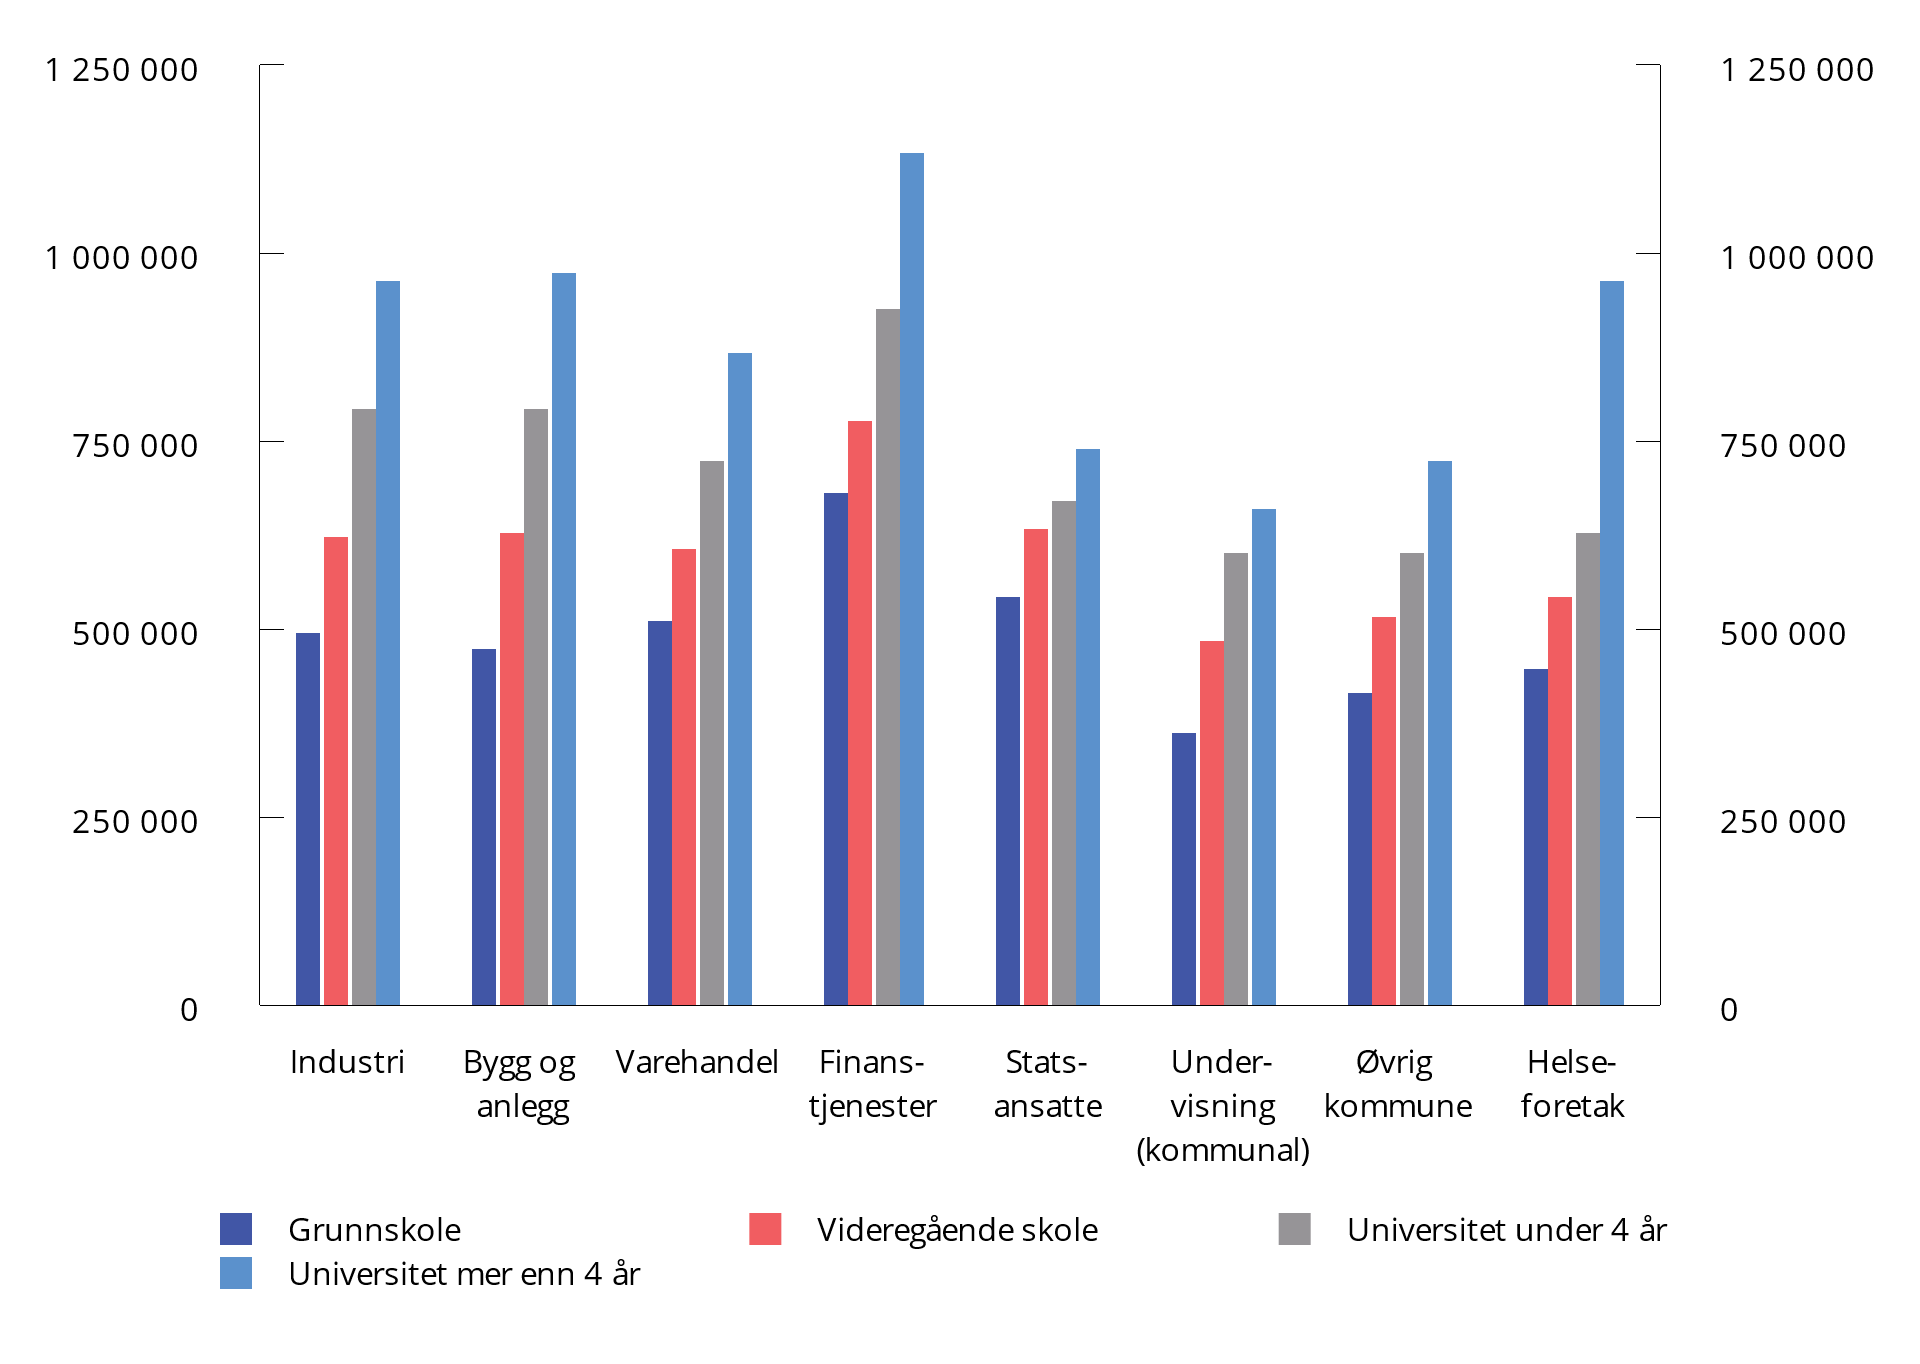 1 250 000
1 250 000
1 000 000
1 000 000
750 000
750 000
500 000
500 000
250 000
250 000
0
0
Industri
Bygg og
anlegg
Varehandel
Finans-
tjenester
Stats-
ansatte
Under-
visning
(kommunal)
Øvrig
kommune
Helse-
foretak
Grunnskole
Videregående skole
Universitet under 4 år
Universitet mer enn 4 år